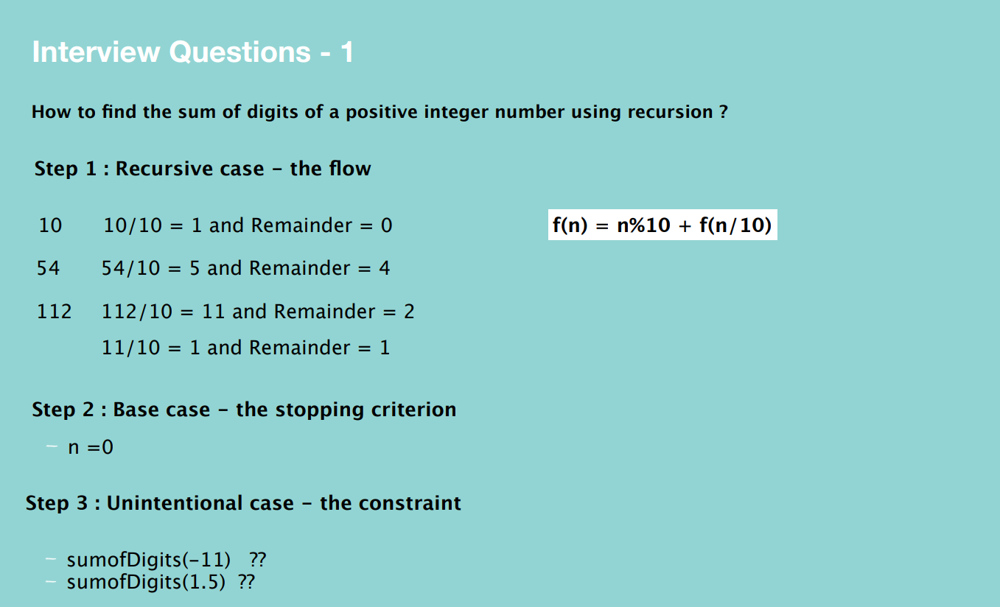 Interview Questions - 1
How to find the sum of digits of a positive integer number using recursion ?
Step 1 : Recursive case – the flow
10 10/10 = 1 and Remainder = 0 f(n) = n%10 + f(n/10)
54 54/10 = 5 and Remainder = 4
112 112/10 = 11 and Remainder = 2
11/10 = 1 and Remainder = 1
Step 2 : Base case – the stopping criterion
– n =0
Step 3 : Unintentional case – the constraint
– sumofDigits(-11) ??
– sumofDigits(1.5) ??